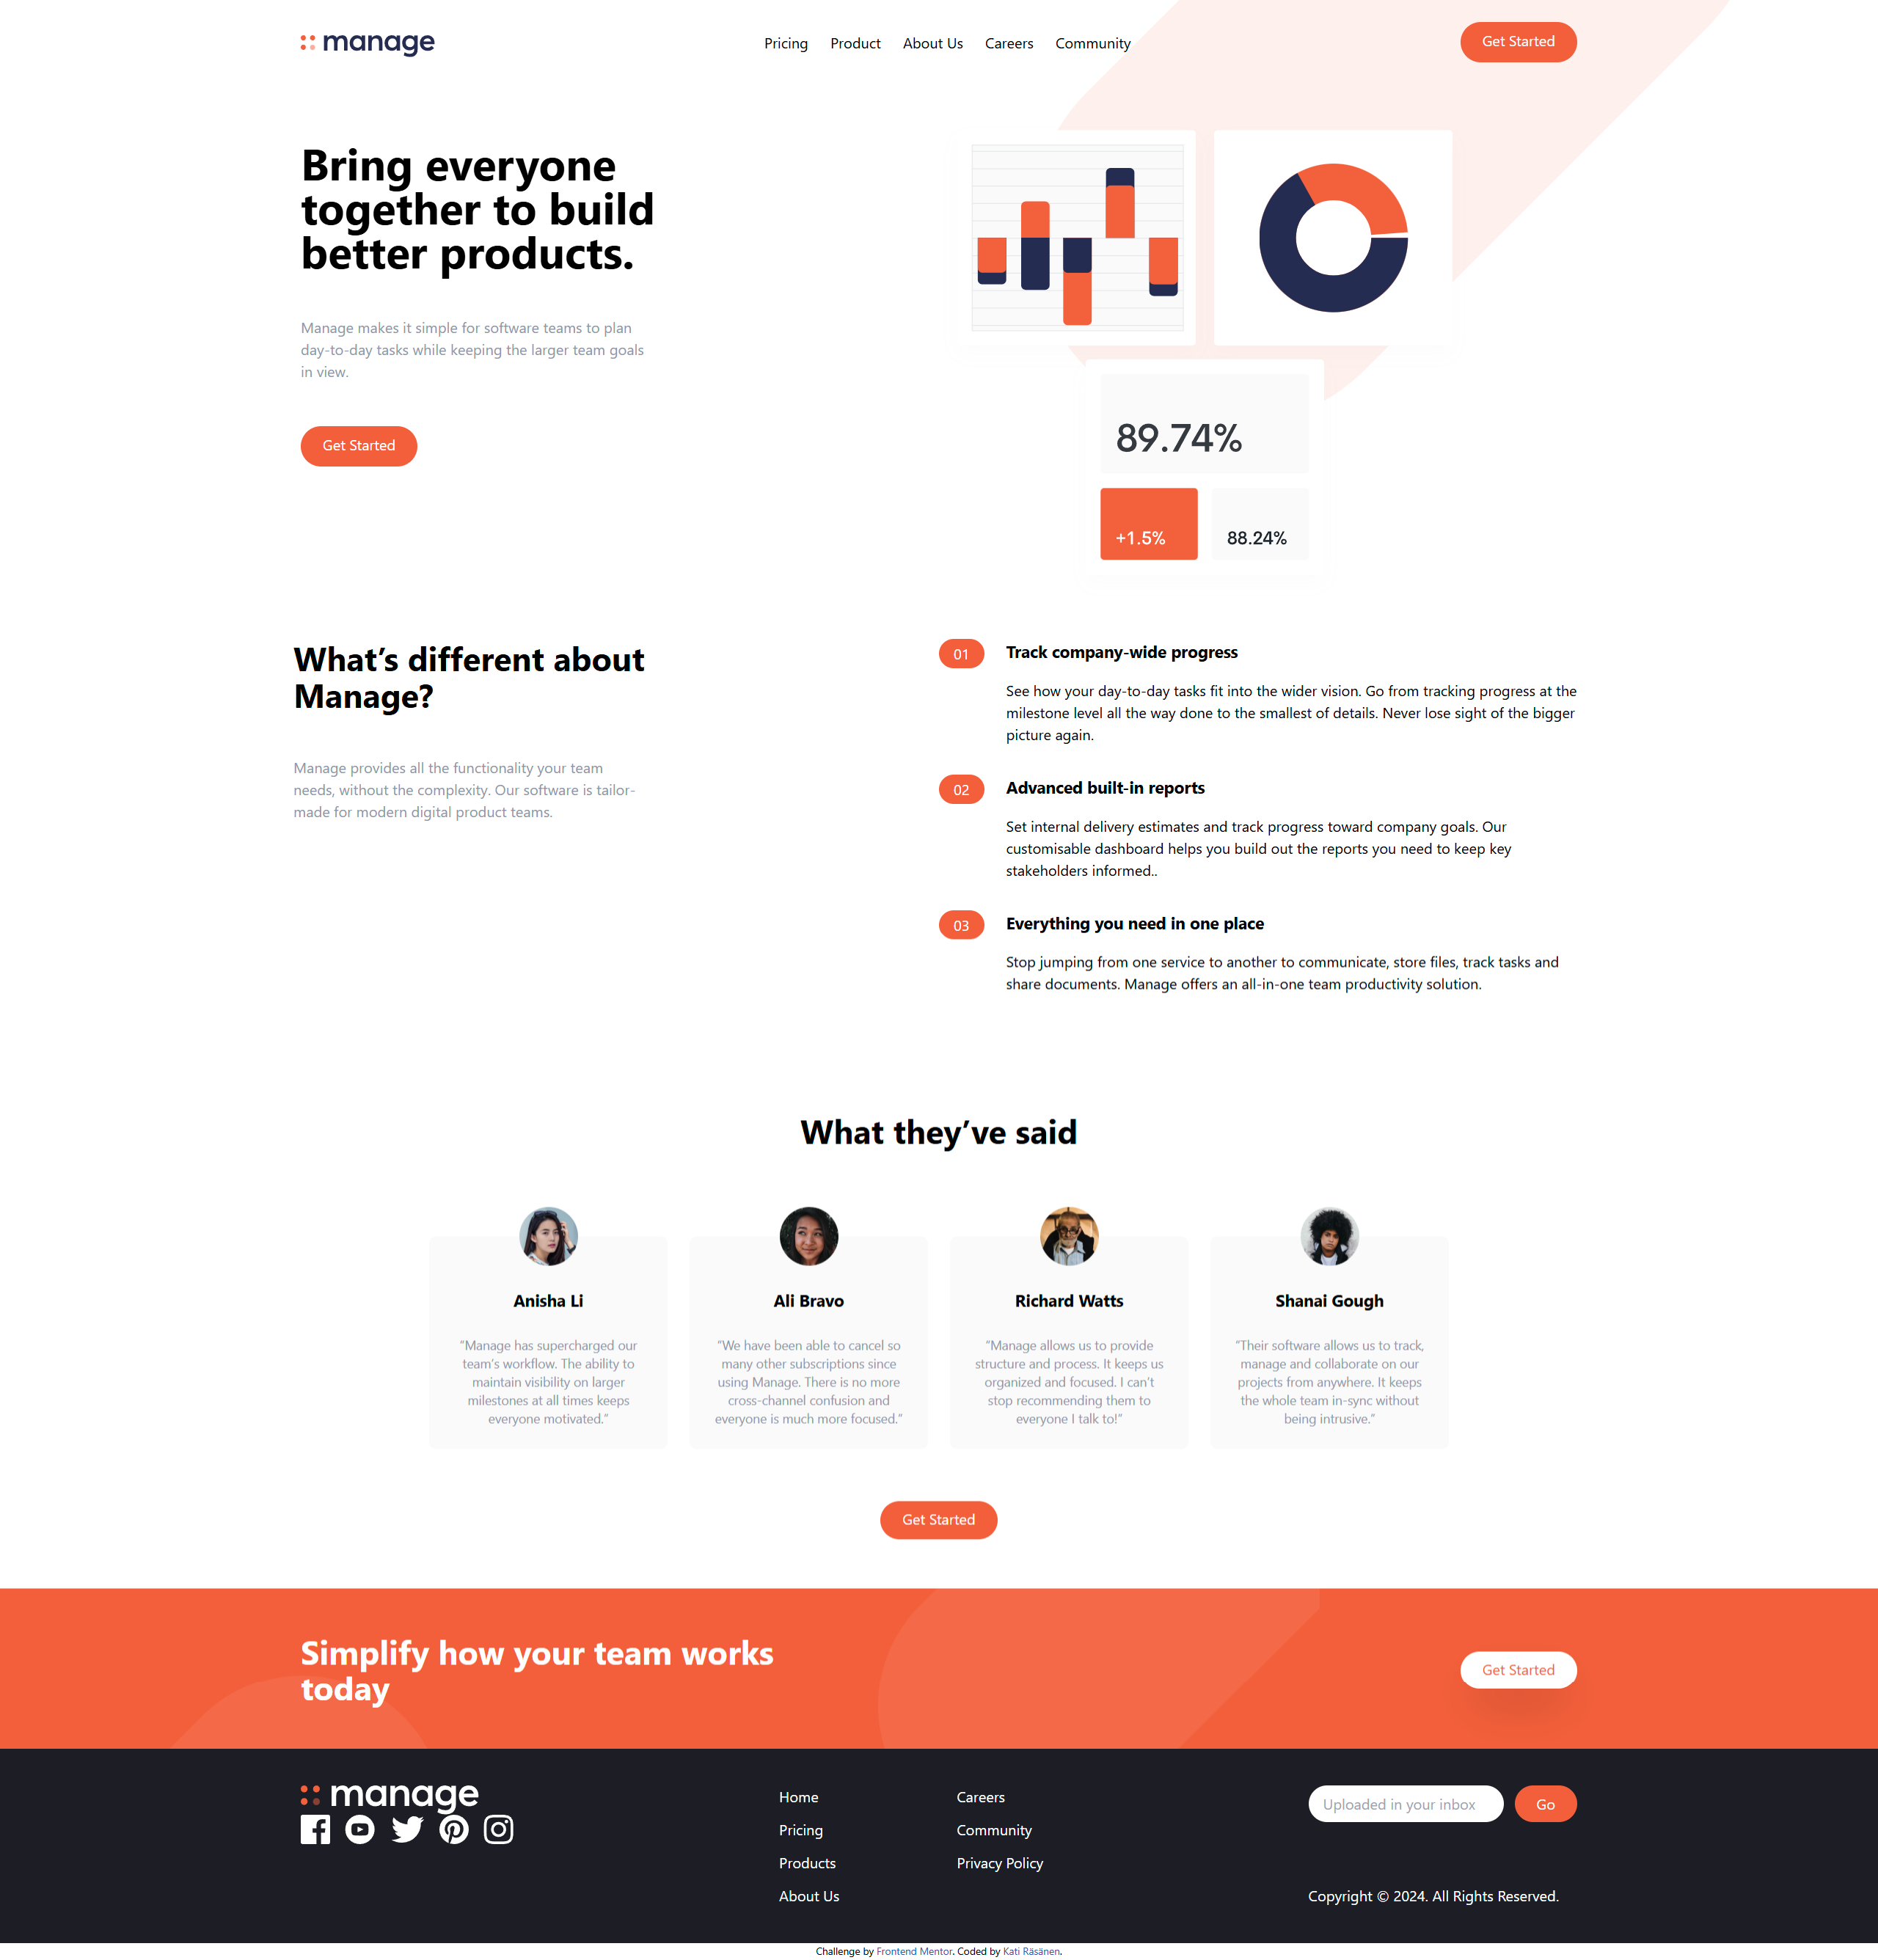 manage
Pricing Product About Us Careers Community
Get Started
Bring everyone
together to build
better products.
Manage makes it simple for software teams to plan
day-to-day tasks while keeping the larger team goals
in view.
Get Started
89.74%
+1.5%
88.24%
What’s different about
Manage?
Manage provides all the functionality your team
needs, without the complexity. Our software is tailor-
made for modern digital product teams.
01
Track company-wide progress
See how your day-to-day tasks fit into the wider vision. Go from tracking progress at the
milestone level all the way done to the smallest of details. Never lose sight of the bigger
picture again.
02
Advanced built-in reports
Set internal delivery estimates and track progress toward company goals. Our
customisable dashboard helps you build out the reports you need to keep key
stakeholders informed..
03
Everything you need in one place
Stop jumping from one service to another to communicate, store files, track tasks and
share documents. Manage offers an all-in-one team productivity solution.
What they’ve said
Anisha Li
“Manage has supercharged our
team’s workflow. The ability to
maintain visibility on larger
milestones at all times keeps
everyone motivated.”
Ali Bravo
“We have been able to cancel so
many other subscriptions since
using Manage. There is no more
cross-channel confusion and
everyone is much more focused.”
Richard Watts
“Manage allows us to provide
structure and process. It keeps us
organized and focused. I can’t
stop recommending them to
everyone I talk to!”
Shanai Gough
“Their software allows us to track,
manage and collaborate on our
projects from anywhere. It keeps
the whole team in-sync without
being intrusive.”
Get Started
Simplify how your team works
today
Get Started
manage
Home
Pricing
Products
About Us
Careers
Community
Privacy Policy
Uploaded in your inbox
Go
Copyright © 2024. All Rights Reserved.
Challenge by Frontend Mentor. Coded by Kati Räsänen.